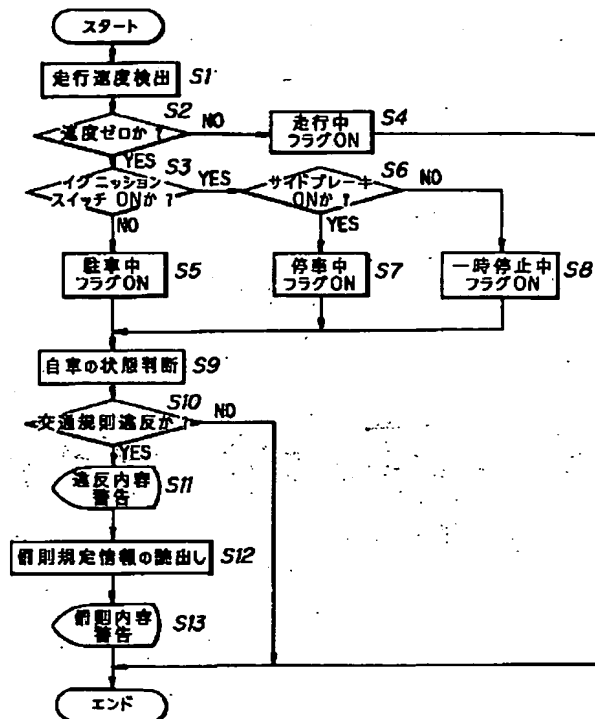 スタート
走行速度検出 S1
S2
速度ゼロか? NO
走行中 S4
フラグON
YES S3
イグニッション
スイッチ ONか? YES
サイドブレーキ S6
ONか? NO
NO
YES
駐車中 S5
フラグON
停車中 S7
フラグON
一時停止中 S8
フラグON
自車の状態判断 S9
S10
交通規則違反か? NO
YES
違反内容 S11
警告
罰則規定情報の読出し S12
罰則内容 S13
警告
エンド